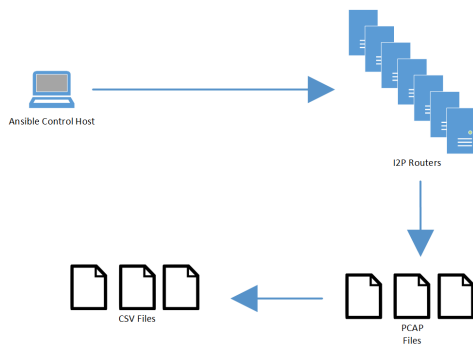 Ansible Control Host
I2P Routers
CSV Files
PCAP
Files